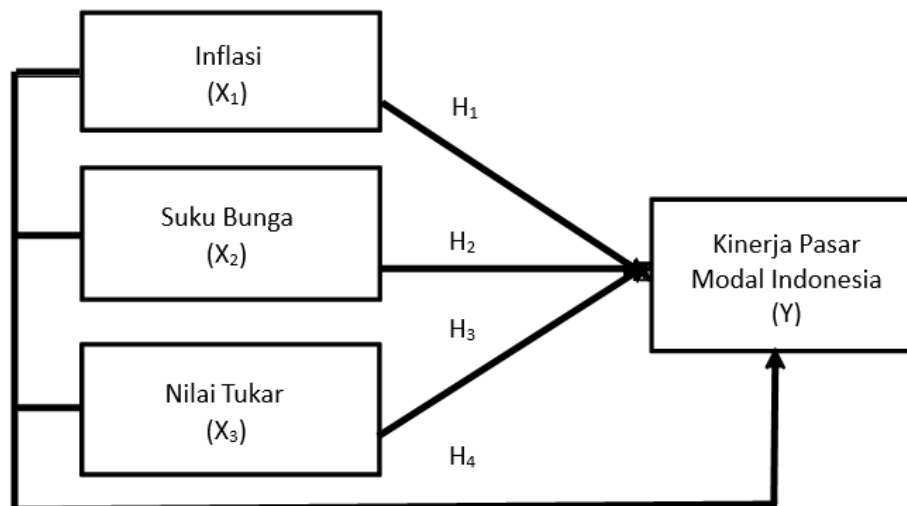 Inflasi
(X₁)
H₁
Suku Bunga
(X₂)
H₂
Kinerja Pasar
Modal Indonesia
(Y)
H₃
Nilai Tukar
(X₃)
H₄